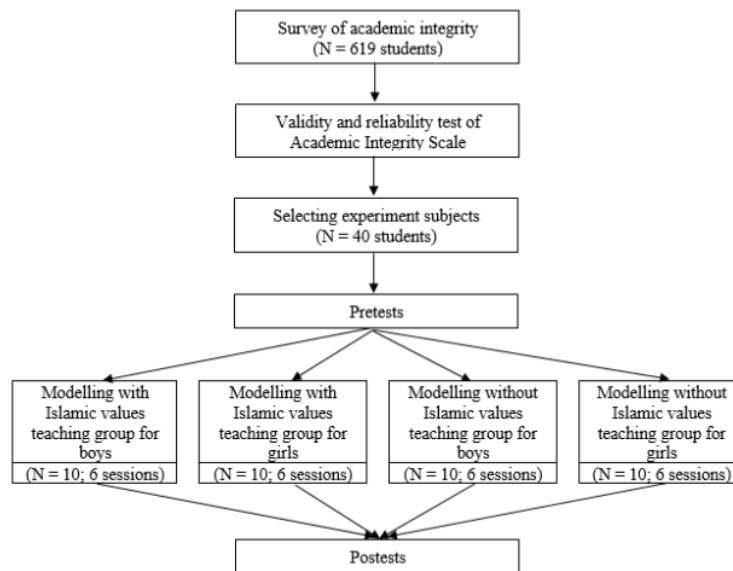 Survey of academic integrity
(N = 619 students)
Validity and reliability test of
Academic Integrity Scale
Selecting experiment subjects
(N = 40 students)
Pretests
Modelling with
Islamic values
teaching group for
boys
(N = 10; 6 sessions)
Modelling with
Islamic values
teaching group for
girls
(N = 10; 6 sessions)
Modelling without
Islamic values
teaching group for
boys
(N = 10; 6 sessions)
Modelling without
Islamic values
teaching group for
girls
(N = 10; 6 sessions)
Postests